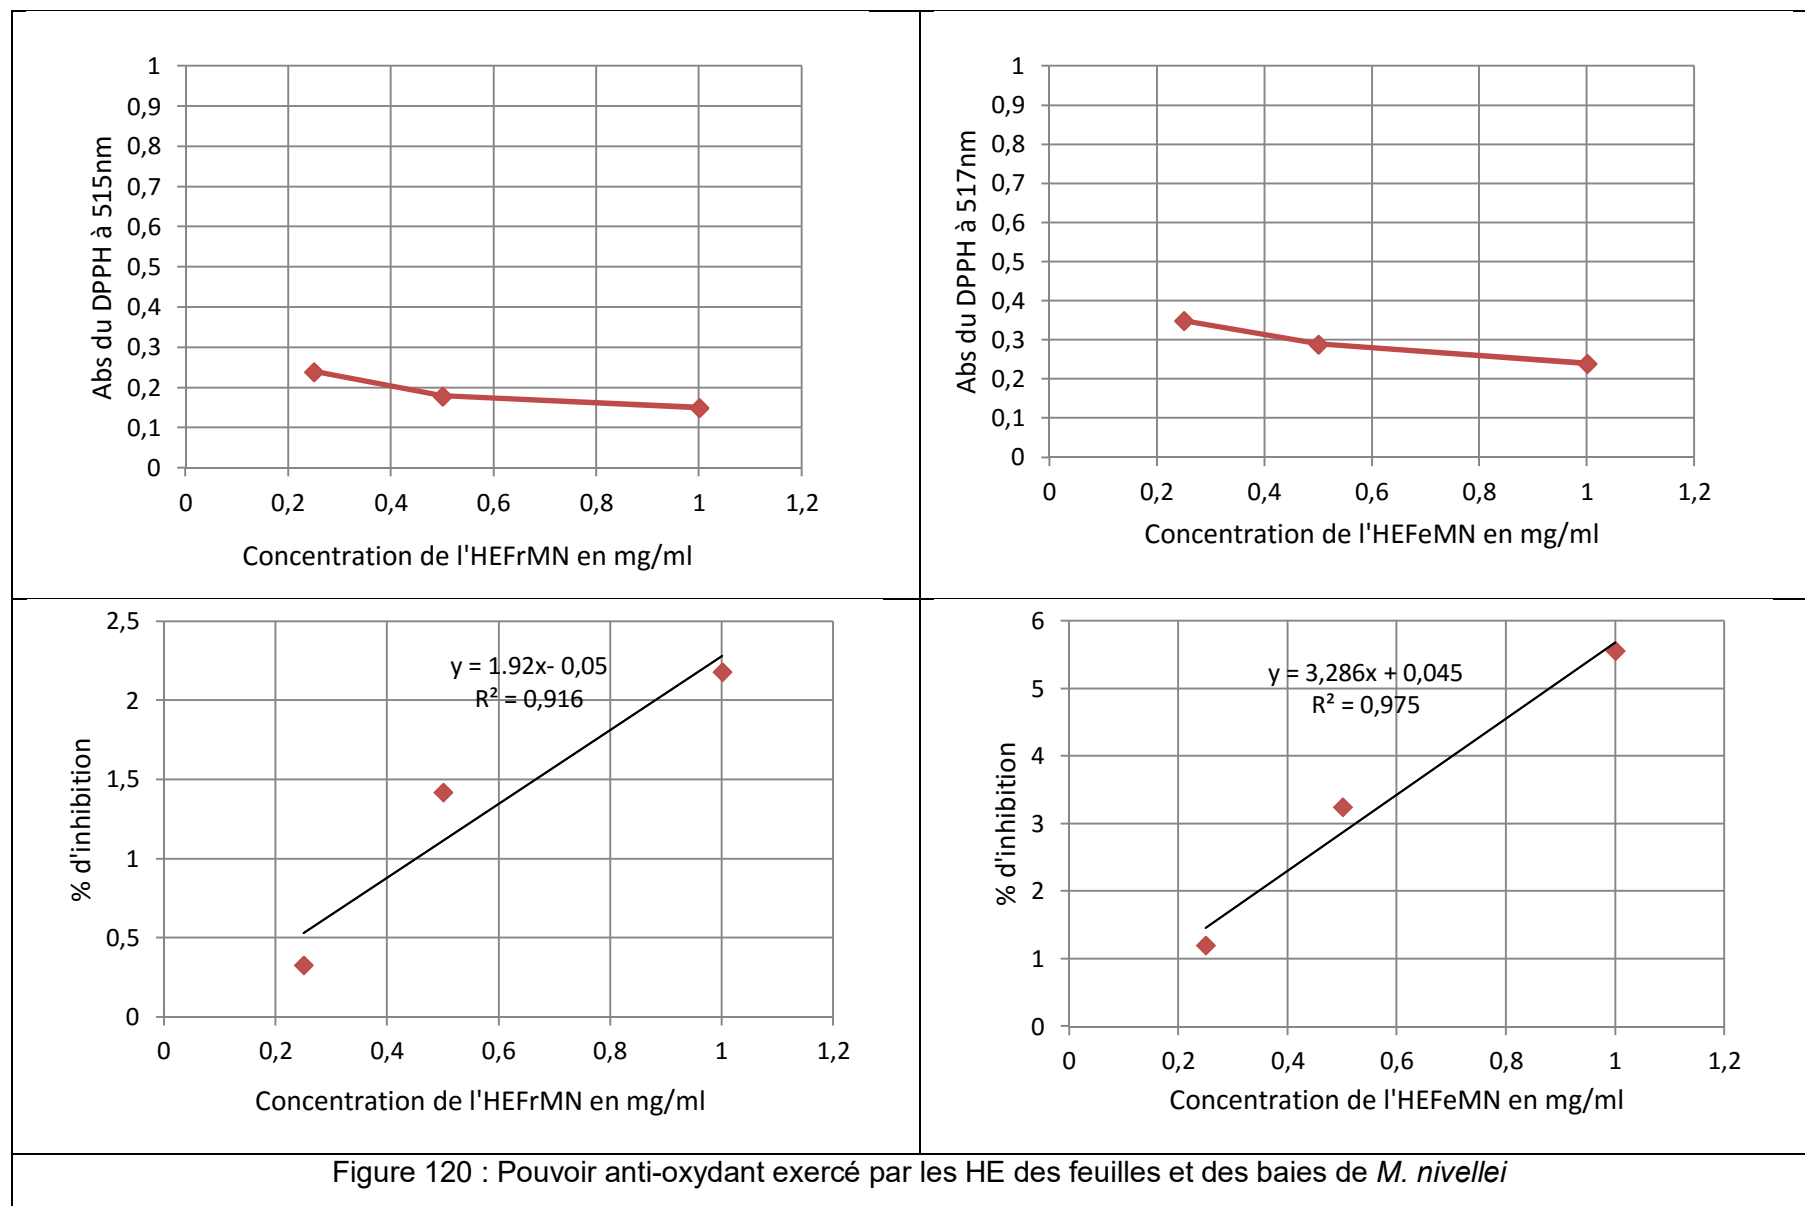 1
0,9
0,8
0,7
0,6
0,5
0,4
0,3
0,2
0,1
0
0 0,2 0,4 0,6 0,8 1 1,2
Abs du DPPH à 515nm
Concentration de l'HEFrMN en mg/ml
1
0,9
0,8
0,7
0,6
0,5
0,4
0,3
0,2
0,1
0
0 0,2 0,4 0,6 0,8 1 1,2
Abs du DPPH à 517nm
Concentration de l'HEFeMN en mg/ml
2,5
2
1,5
1
0,5
0
0 0,2 0,4 0,6 0,8 1 1,2
y = 1.92x- 0,05
R² = 0,916
% d'inhibition
Concentration de l'HEFrMN en mg/ml
6
5
4
3
2
1
0
0 0,2 0,4 0,6 0,8 1 1,2
y = 3,286x + 0,045
R² = 0,975
% d'inhibition
Concentration de l'HEFeMN en mg/ml
Figure 120 : Pouvoir anti-oxydant exercé par les HE des feuilles et des baies de M. nivellei